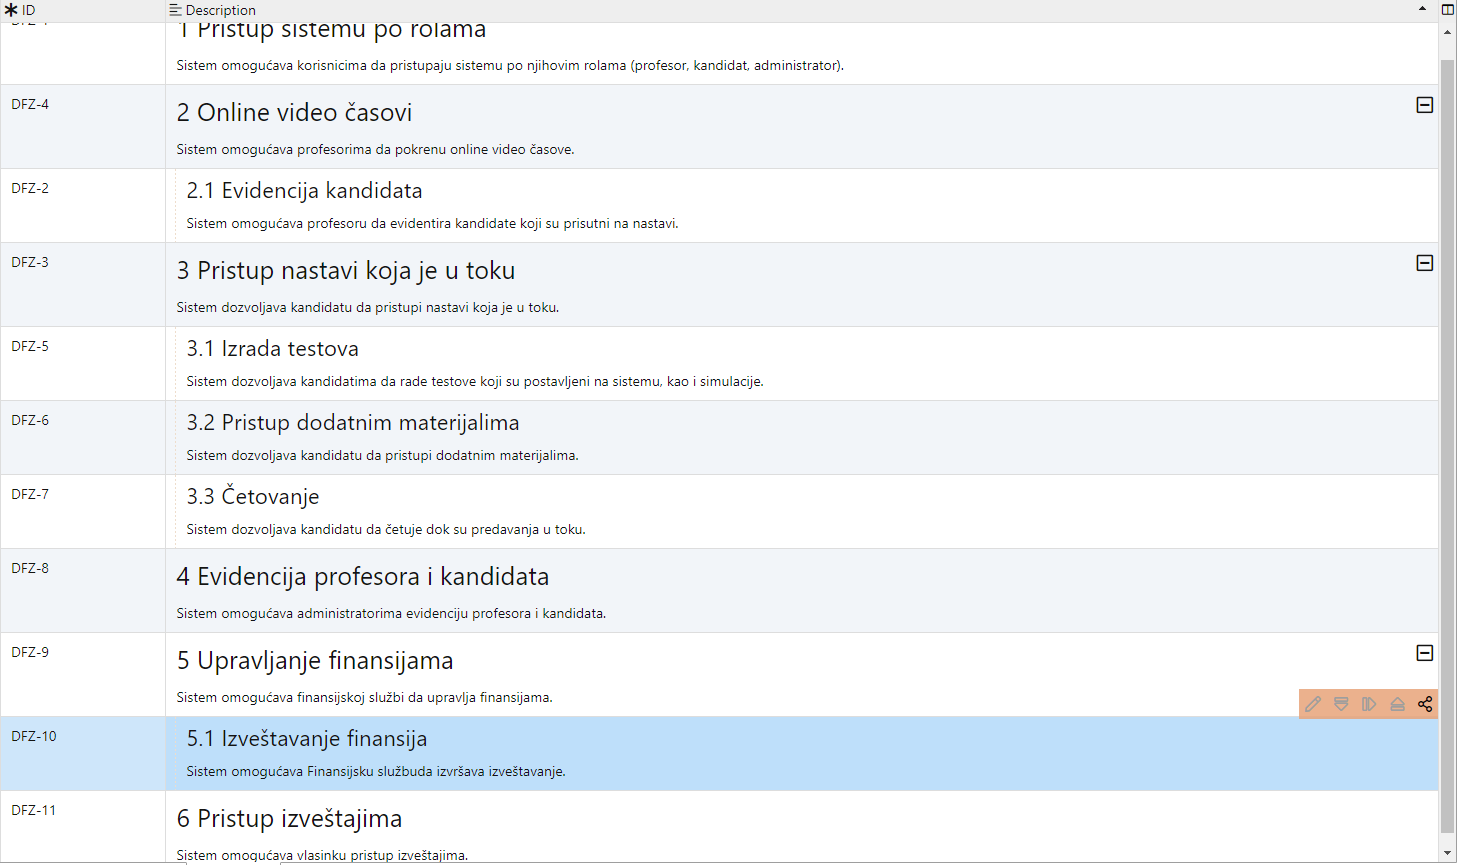 ID
Description
1 Pristup sistemu po rolama
Sistem omogućava korisnicima da pristupaju sistemu po njihovim rolama (profesor, kandidat, administrator).
DFZ-4
2 Online video časovi
Sistem omogućava profesorima da pokrenu online video časove.
DFZ-2
2.1 Evidencija kandidata
Sistem omogućava profesoru da evidentira kandidate koji su prisutni na nastavi.
DFZ-3
3 Pristup nastavi koja je u toku
Sistem dozvoljava kandidatu da pristupi nastavi koja je u toku.
DFZ-5
3.1 Izrada testova
Sistem dozvoljava kandidatima da rade testove koji su postavljeni na sistemu, kao i simulacije.
DFZ-6
3.2 Pristup dodatnim materijalima
Sistem dozvoljava kandidatu da pristupi dodatnim materijalima.
DFZ-7
3.3 Četovanje
Sistem dozvoljava kandidatu da četuje dok su predavanja u toku.
DFZ-8
4 Evidencija profesora i kandidata
Sistem omogućava administratorima evidenciju profesora i kandidata.
DFZ-9
5 Upravljanje finansijama
Sistem omogućava finansijskoj službi da upravlja finansijama.
DFZ-10
5.1 Izveštavanje finansija
Sistem omogućava Finansijsku službuda izvršava izveštavanje.
DFZ-11
6 Pristup izveštajima
Sistem omogućava vlasinku pristup izveštajima.